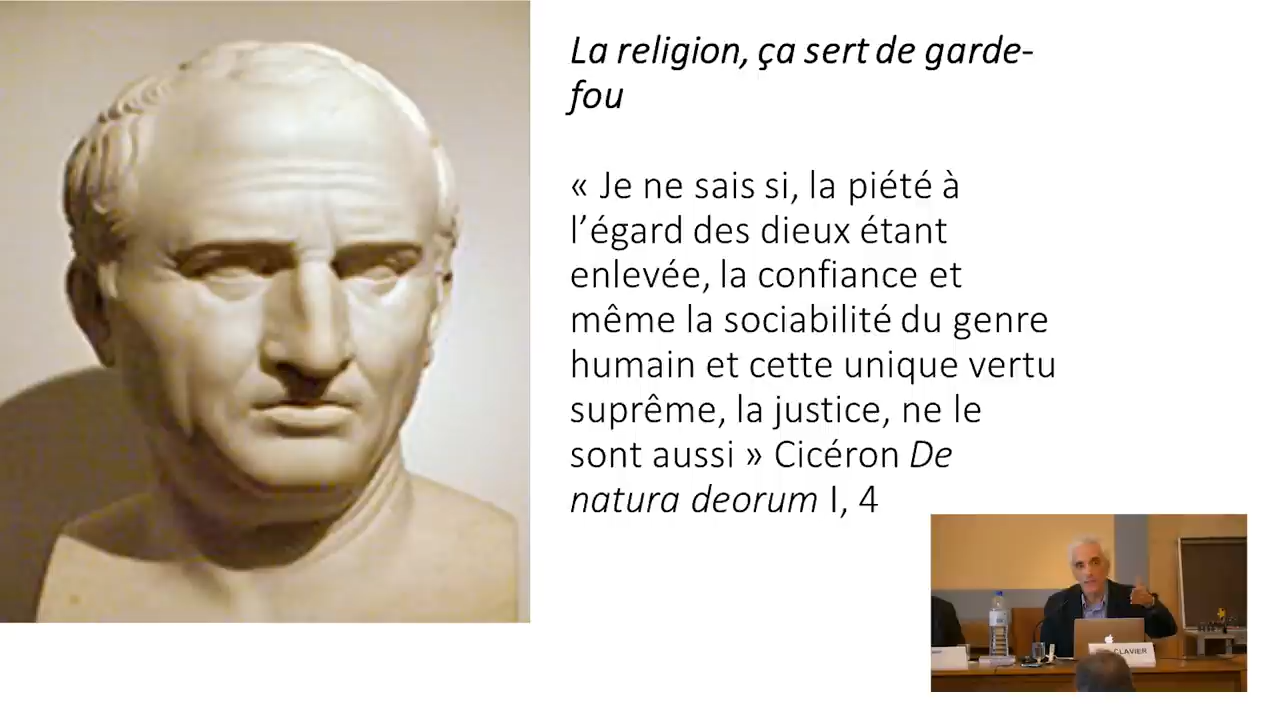 La religion, ça sert de garde-
fou
« Je ne sais si, la piété à
l’égard des dieux étant
enlevée, la confiance et
même la sociabilité du genre
humain et cette unique vertu
suprême, la justice, ne le
sont aussi » Cicéron De
natura deorum I, 4
CLAVIER